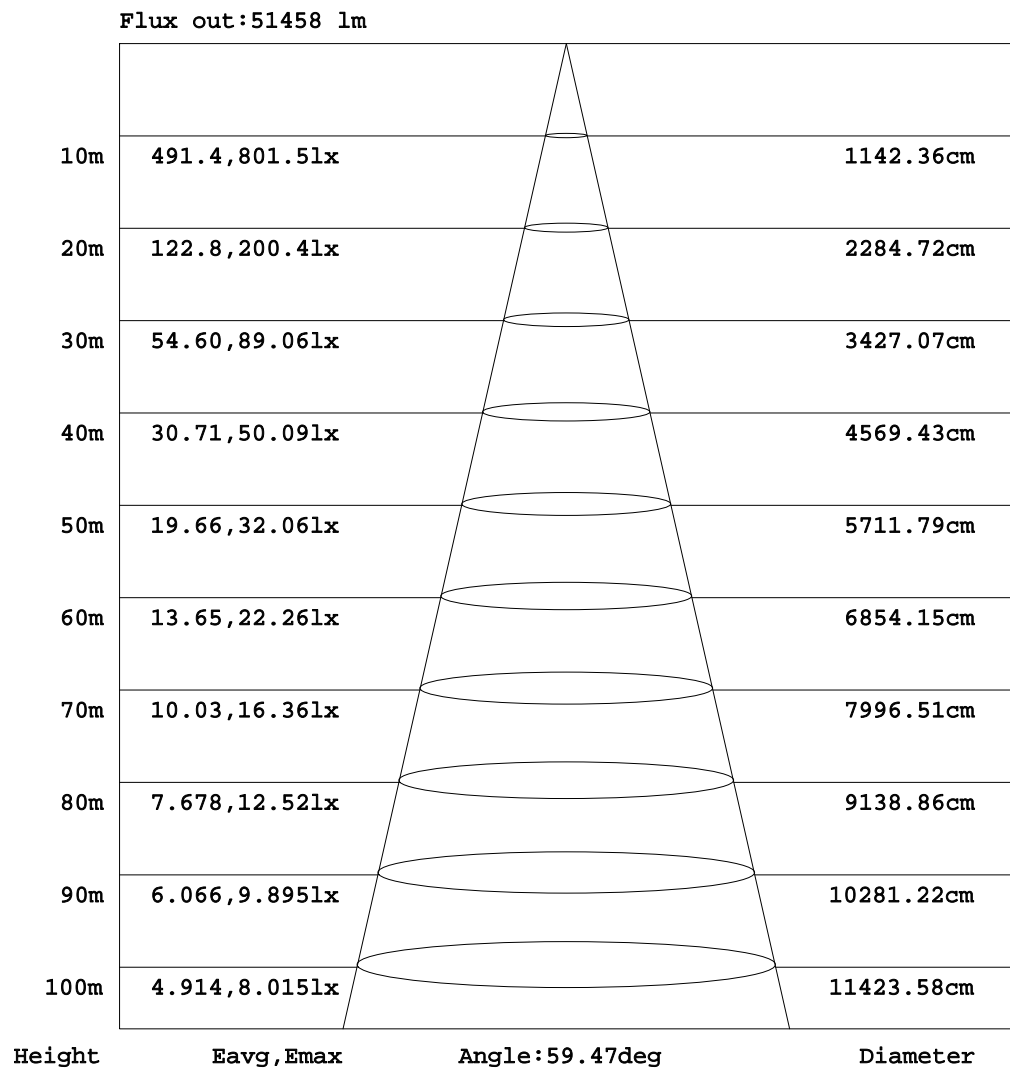 Flux out:51458 lm
10m 491.4,801.5lx 1142.36cm
20m 122.8,200.4lx 2284.72cm
30m 54.60,89.06lx 3427.07cm
40m 30.71,50.09lx 4569.43cm
50m 19.66,32.06lx 5711.79cm
60m 13.65,22.26lx 6854.15cm
70m 10.03,16.36lx 7996.51cm
80m 7.678,12.52lx 9138.86cm
90m 6.066,9.895lx 10281.22cm
100m 4.914,8.015lx 11423.58cm
Height Eavg,Emax Angle:59.47deg Diameter